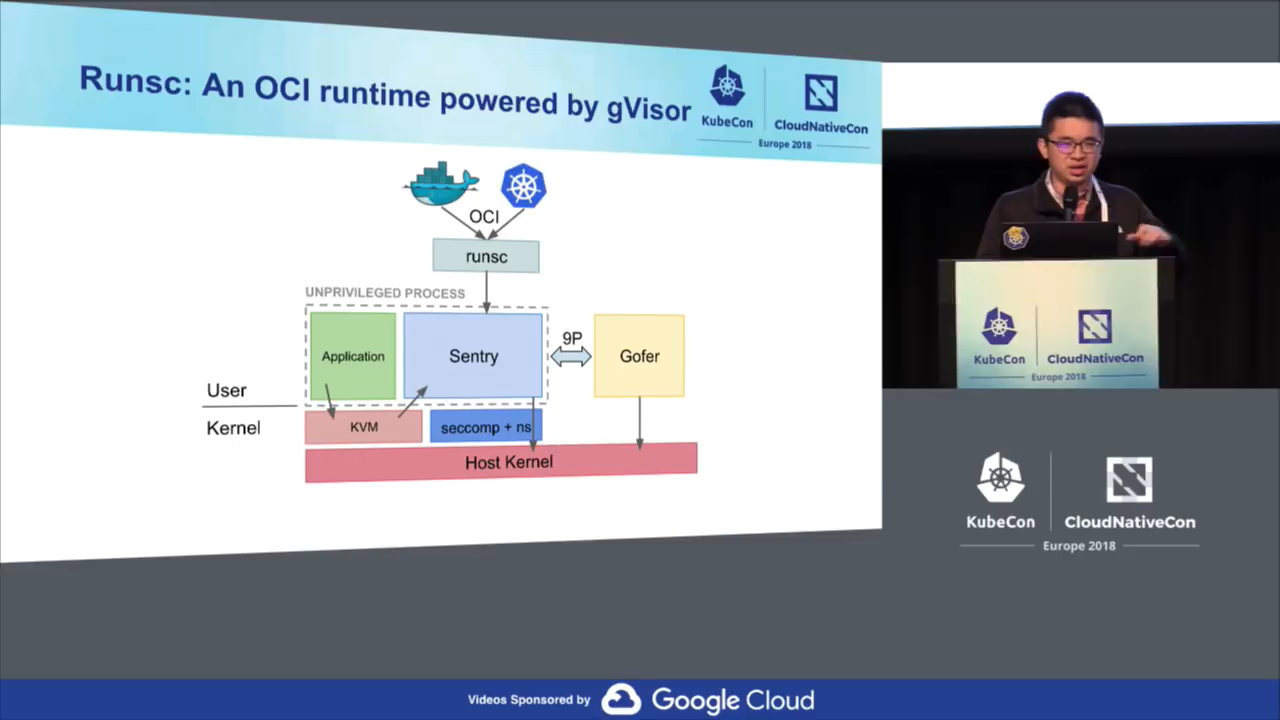 Runsc: An OCI runtime powered by gVisor
KubeCon
CloudNativeCon
Europe 2018
OCI
runsc
UNPRIVILEGED PROCESS
Application
Sentry
9P
Gofer
User
Kernel
KVM
seccomp + ns
Host Kernel
KubeCon
CloudNativeCon
Europe 2018
KubeCon
CloudNativeCon
Europe 2018
Videos Sponsored by
Google Cloud